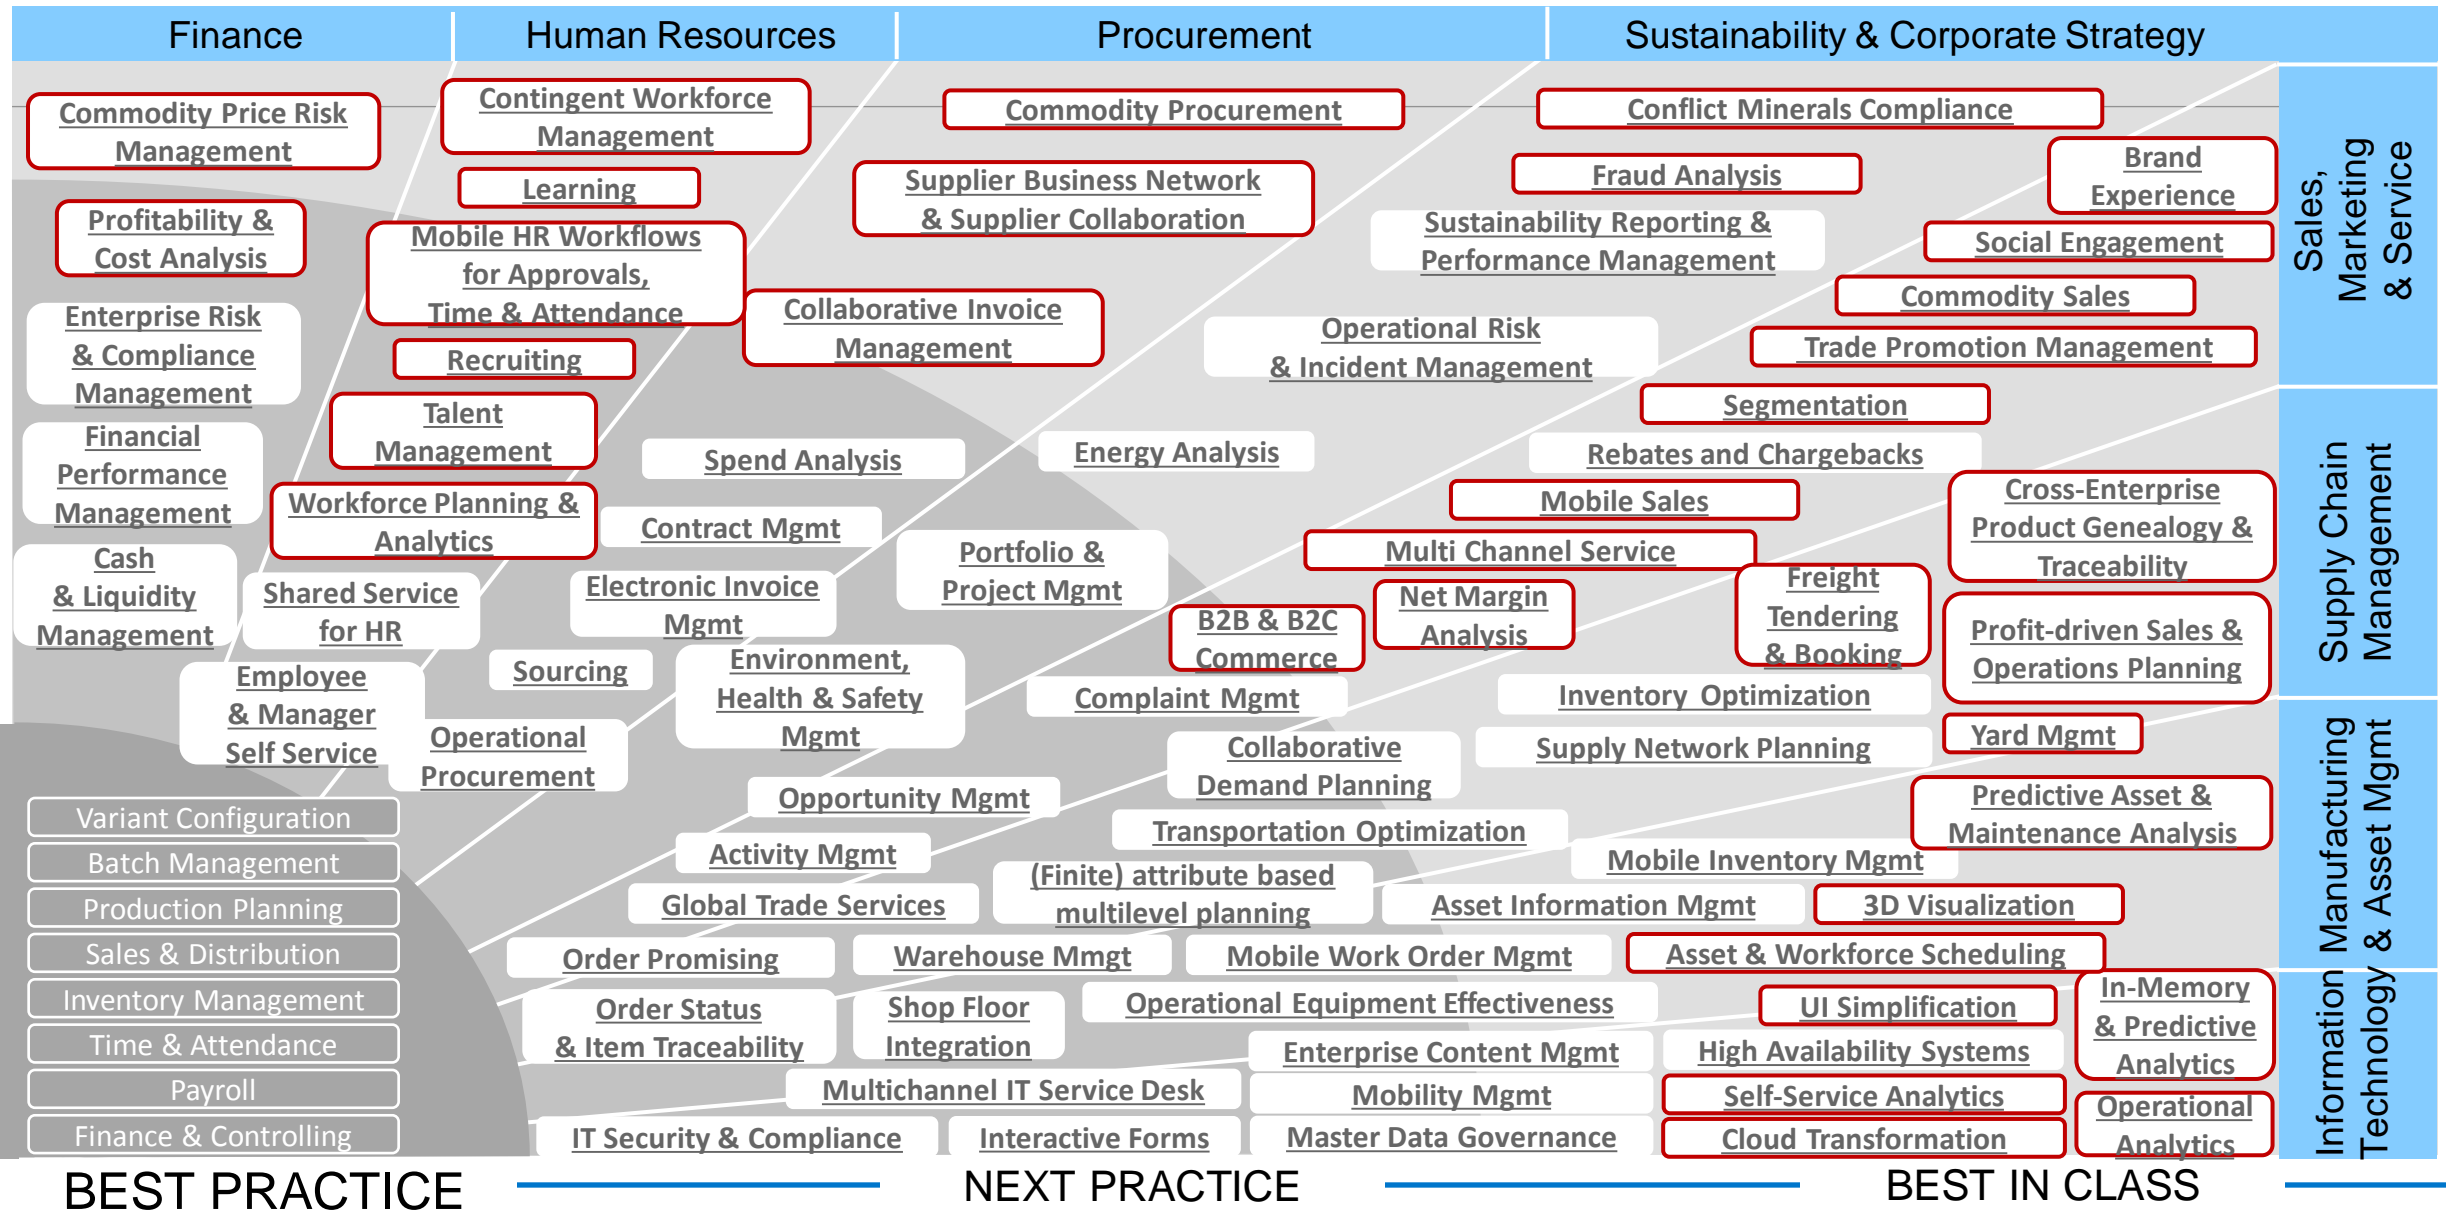 Finance
Human Resources
Procurement
Sustainability & Corporate Strategy
Commodity Price Risk
Management
Contingent Workforce
Management
Commodity Procurement
Conflict Minerals Compliance
Brand
Experience
Learning
Supplier Business Network
& Supplier Collaboration
Fraud Analysis
Profitability &
Cost Analysis
Mobile HR Workflows
for Approvals,
Time & Attendance
Sustainability Reporting &
Performance Management
Social Engagement
Commodity Sales
Enterprise Risk
& Compliance
Management
Collaborative Invoice
Management
Operational Risk
& Incident Management
Trade Promotion Management
Recruiting
Talent
Management
Segmentation
Financial
Performance
Management
Spend Analysis
Energy Analysis
Rebates and Chargebacks
Workforce Planning &
Analytics
Contract Mgmt
Mobile Sales
Cross-Enterprise
Product Genealogy &
Traceability
Cash
& Liquidity
Management
Shared Service
for HR
Electronic Invoice
Mgmt
Portfolio &
Project Mgmt
Multi Channel Service
B2B & B2C
Commerce
Net Margin
Analysis
Freight
Tendering
& Booking
Profit-driven Sales &
Operations Planning
Employee
& Manager
Self Service
Sourcing
Environment,
Health & Safety
Mgmt
Complaint Mgmt
Inventory Optimization
Operational
Procurement
Collaborative
Demand Planning
Supply Network Planning
Yard Mgmt
Opportunity Mgmt
Transportation Optimization
Predictive Asset &
Maintenance Analysis
Activity Mgmt
(Finite) attribute based
multilevel planning
Mobile Inventory Mgmt
Global Trade Services
Asset Information Mgmt
3D Visualization
Order Promising
Warehouse Mmgt
Mobile Work Order Mgmt
Asset & Workforce Scheduling
Order Status
& Item Traceability
Shop Floor
Integration
Operational Equipment Effectiveness
UI Simplification
In-Memory
& Predictive
Analytics
Enterprise Content Mgmt
High Availability Systems
Multichannel IT Service Desk
Mobility Mgmt
Self-Service Analytics
Operational
Analytics
IT Security & Compliance
Interactive Forms
Master Data Governance
Cloud Transformation
Variant Configuration
Batch Management
Production Planning
Sales & Distribution
Inventory Management
Time & Attendance
Payroll
Finance & Controlling
Sales,
Marketing
& Service
Supply Chain
Management
Manufacturing
& Asset Mgmt
Information
Technology
BEST PRACTICE
NEXT PRACTICE
BEST IN CLASS